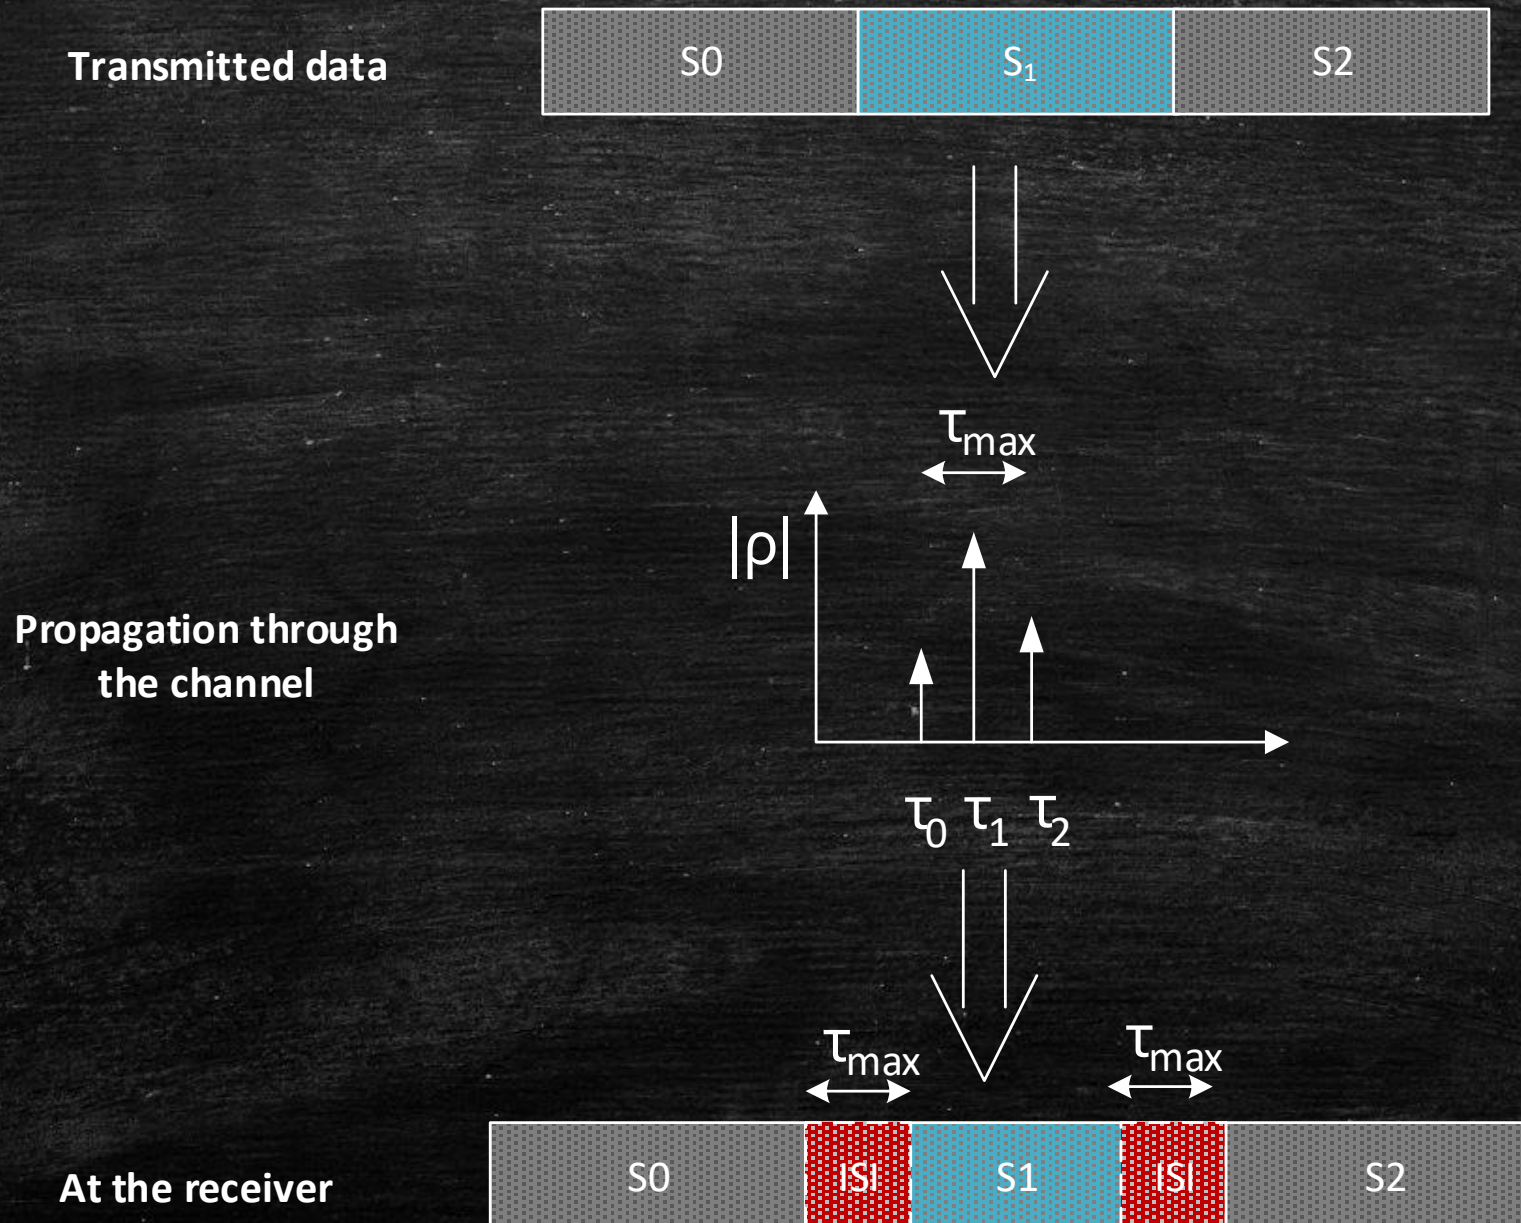 Transmitted data
S0 S₁ S2
τmax
|ρ|
Propagation through
the channel
τ0 τ1 τ2
τmax τmax
At the receiver
S0 ISI S1 ISI S2